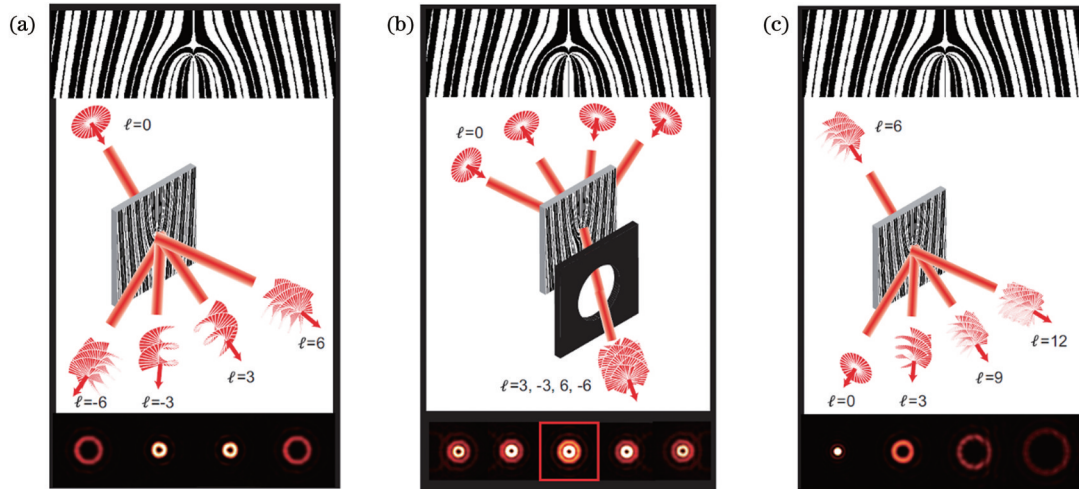 (a)
ℓ=0
ℓ=6
ℓ=3
ℓ=-6
ℓ=-3
(b)
ℓ=0
ℓ=3, -3, 6, -6
(c)
ℓ=6
ℓ=12
ℓ=9
ℓ=0
ℓ=3